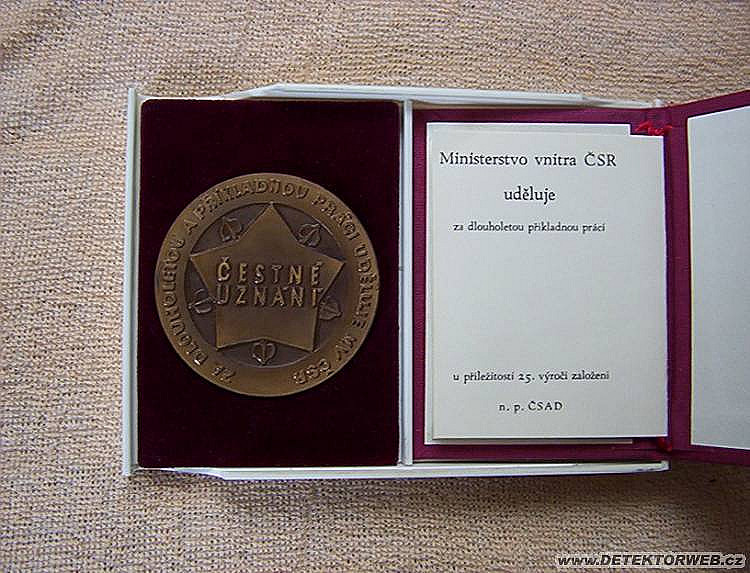 ZA DLOUHOLETOU A PŘÍKLADNOU PRÁCI UDĚLUJE MV ČSR
ČESTNÉ
UZNÁNÍ
Ministerstvo vnitra ČSR
uděluje
za dlouholetou příkladnou práci
u příležitosti 25. výročí založení
n. p. ČSAD
www.DETEKTORWEB.cz